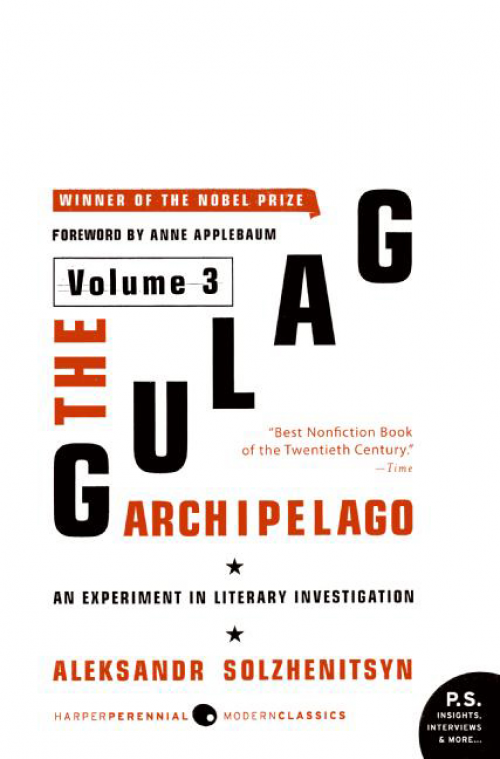 WINNER OF THE NOBEL PRIZE
FOREWORD BY ANNE APPLEBAUM
Volume 3
THE
GULAG
"Best Nonfiction Book
of the Twentieth Century."
—Time
ARCHIPELAGO
AN EXPERIMENT IN LITERARY INVESTIGATION
ALEKSANDR SOLZHENITSYN
HARPERPERENNIAL MODERNCLASSICS
P.S.
INSIGHTS,
INTERVIEWS
& MORE...